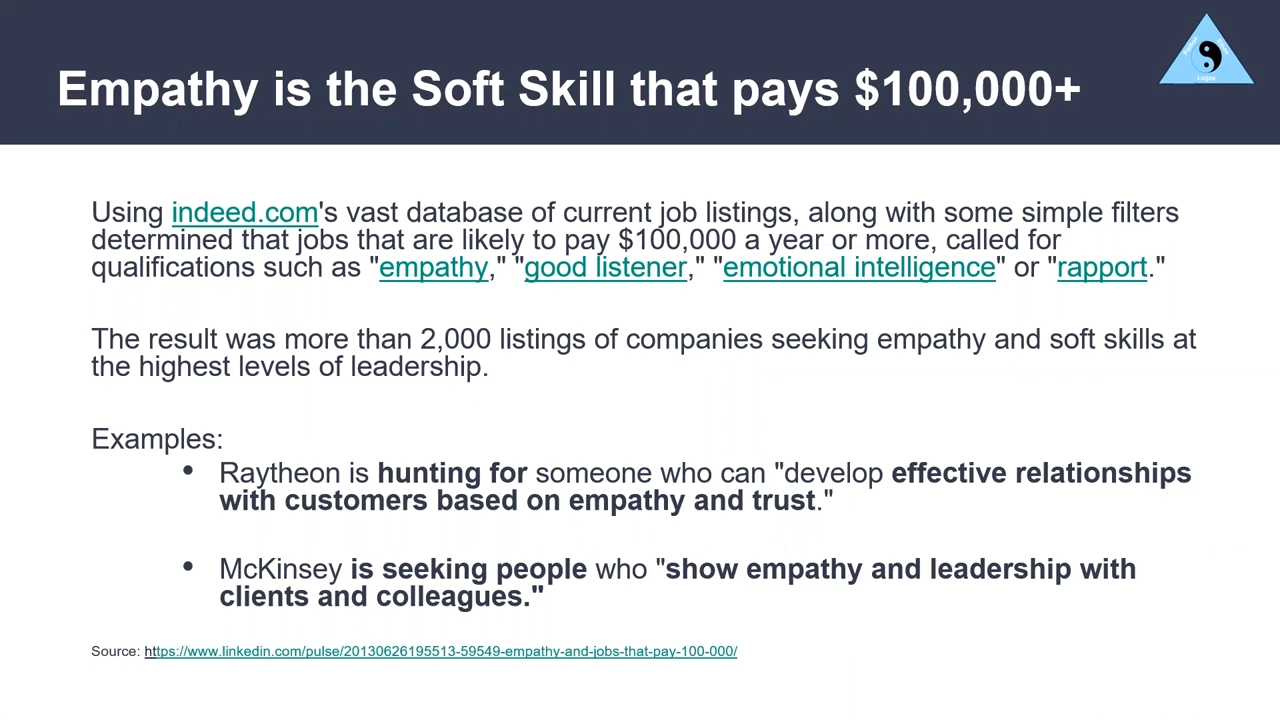 Empathy is the Soft Skill that pays $100,000+
Using indeed.com's vast database of current job listings, along with some simple filters
determined that jobs that are likely to pay $100,000 a year or more, called for
qualifications such as "empathy," "good listener," "emotional intelligence" or "rapport."
The result was more than 2,000 listings of companies seeking empathy and soft skills at
the highest levels of leadership.
Examples:
• Raytheon is hunting for someone who can "develop effective relationships
with customers based on empathy and trust."
• McKinsey is seeking people who "show empathy and leadership with
clients and colleagues."
Source: https://www.linkedin.com/pulse/20130626195513-59549-empathy-and-jobs-that-pay-100-000/